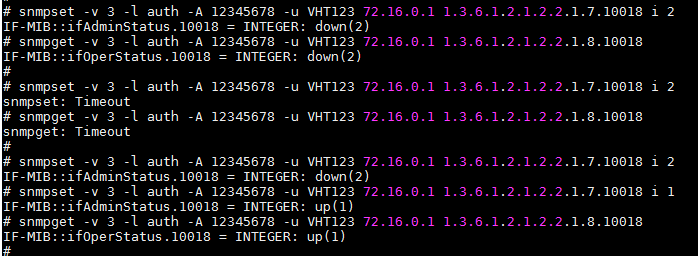 # snmpset -v 3 -l auth -A 12345678 -u VHT123 72.16.0.1 1.3.6.1.2.1.2.2.1.7.10018 i 2
IF-MIB::ifAdminStatus.10018 = INTEGER: down(2)
# snmpget -v 3 -l auth -A 12345678 -u VHT123 72.16.0.1 1.3.6.1.2.1.2.2.1.8.10018
IF-MIB::ifOperStatus.10018 = INTEGER: down(2)
#
# snmpset -v 3 -l auth -A 12345678 -u VHT123 72.16.0.1 1.3.6.1.2.1.2.2.1.7.10018 i 2
snmpset: Timeout
# snmpget -v 3 -l auth -A 12345678 -u VHT123 72.16.0.1 1.3.6.1.2.1.2.2.1.8.10018
snmpget: Timeout
#
# snmpset -v 3 -l auth -A 12345678 -u VHT123 72.16.0.1 1.3.6.1.2.1.2.2.1.7.10018 i 2
IF-MIB::ifAdminStatus.10018 = INTEGER: down(2)
# snmpset -v 3 -l auth -A 12345678 -u VHT123 72.16.0.1 1.3.6.1.2.1.2.2.1.7.10018 i 1
IF-MIB::ifAdminStatus.10018 = INTEGER: up(1)
# snmpget -v 3 -l auth -A 12345678 -u VHT123 72.16.0.1 1.3.6.1.2.1.2.2.1.8.10018
IF-MIB::ifOperStatus.10018 = INTEGER: up(1)
#